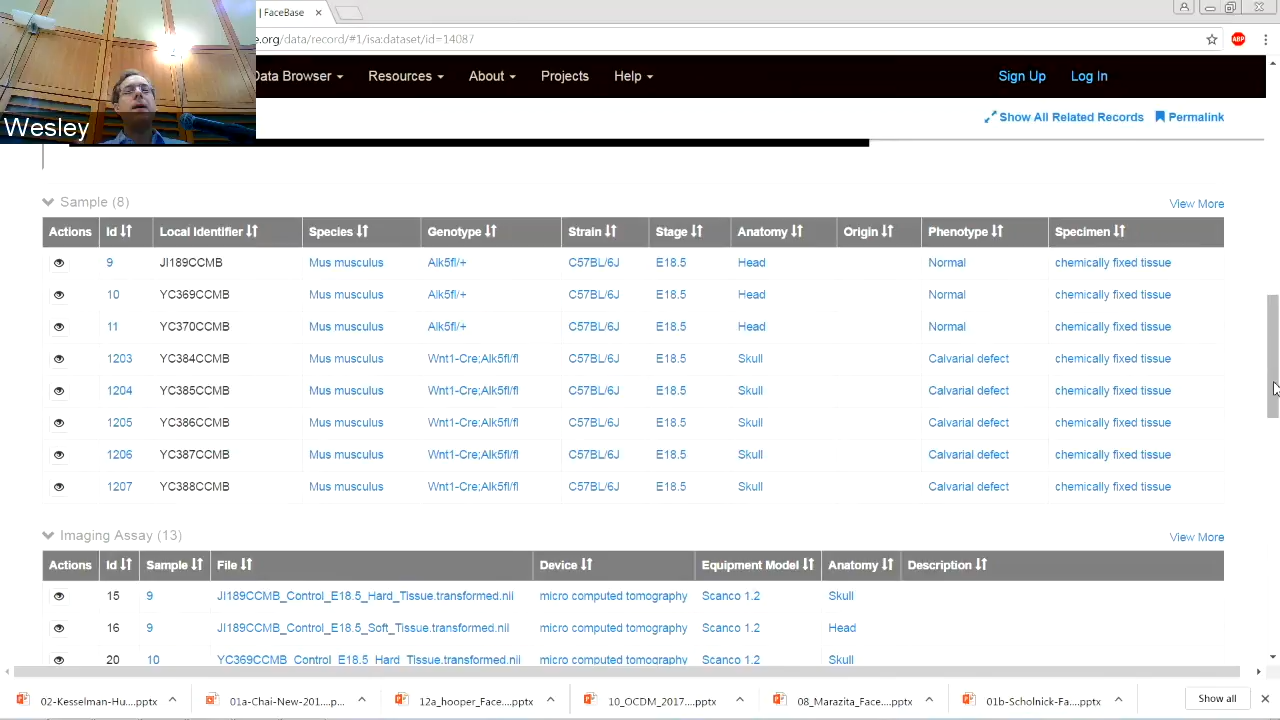 | FaceBase ×
e.org/data/record/#1/isa:dataset/id=14087
ABP
Data Browser Resources About Projects Help Sign Up Log In
Wesley
Show All Related Records Permalink
Sample (8) View More
Actions Id Local Identifier Species Genotype Strain Stage Anatomy Origin Phenotype Specimen
9 JI189CCMB Mus musculus Alk5fl/+ C57BL/6J E18.5 Head Normal chemically fixed tissue
10 YC369CCMB Mus musculus Alk5fl/+ C57BL/6J E18.5 Head Normal chemically fixed tissue
11 YC370CCMB Mus musculus Alk5fl/+ C57BL/6J E18.5 Head Normal chemically fixed tissue
1203 YC384CCMB Mus musculus Wnt1-Cre;Alk5fl/fl C57BL/6J E18.5 Skull Calvarial defect chemically fixed tissue
1204 YC385CCMB Mus musculus Wnt1-Cre;Alk5fl/fl C57BL/6J E18.5 Skull Calvarial defect chemically fixed tissue
1205 YC386CCMB Mus musculus Wnt1-Cre;Alk5fl/fl C57BL/6J E18.5 Skull Calvarial defect chemically fixed tissue
1206 YC387CCMB Mus musculus Wnt1-Cre;Alk5fl/fl C57BL/6J E18.5 Skull Calvarial defect chemically fixed tissue
1207 YC388CCMB Mus musculus Wnt1-Cre;Alk5fl/fl C57BL/6J E18.5 Skull Calvarial defect chemically fixed tissue
Imaging Assay (13) View More
Actions Id Sample File Device Equipment Model Anatomy Description
15 9 JI189CCMB_Control_E18.5_Hard_Tissue.transformed.nii micro computed tomography Scanco 1.2 Skull
16 9 JI189CCMB_Control_E18.5_Soft_Tissue.transformed.nii micro computed tomography Scanco 1.2 Head
20 10 YC369CCMB_Control_E18.5_Hard_Tissue.transformed.nii micro computed tomography Scanco 1.2 Skull
02-Kesselman-Hu....pptx 01a-Chai-New-201....p... 12a_hooper_Face....pptx 10_OCDM_2017....pptx 08_Marazita_Face....pptx 01b-Scholnick-Fa....pptx Show all